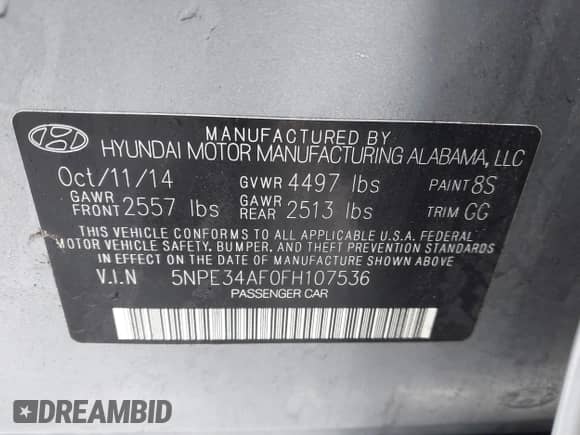 MANUFACTURED BY
HYUNDAI MOTOR MANUFACTURING ALABAMA, LLC
Oct/11/14 GVWR 4497 lbs PAINT 8S
GAWR FRONT 2557 lbs GAWR REAR 2513 lbs TRIM GG
THIS VEHICLE CONFORMS TO ALL APPLICABLE U.S.A. FEDERAL
MOTOR VEHICLE SAFETY, BUMPER, AND THEFT PREVENTION STANDARDS
IN EFFECT ON THE DATE OF MANUFACTURE SHOWN ABOVE
V.I.N 5NPE34AF0FH107536
PASSENGER CAR
DREAMBID